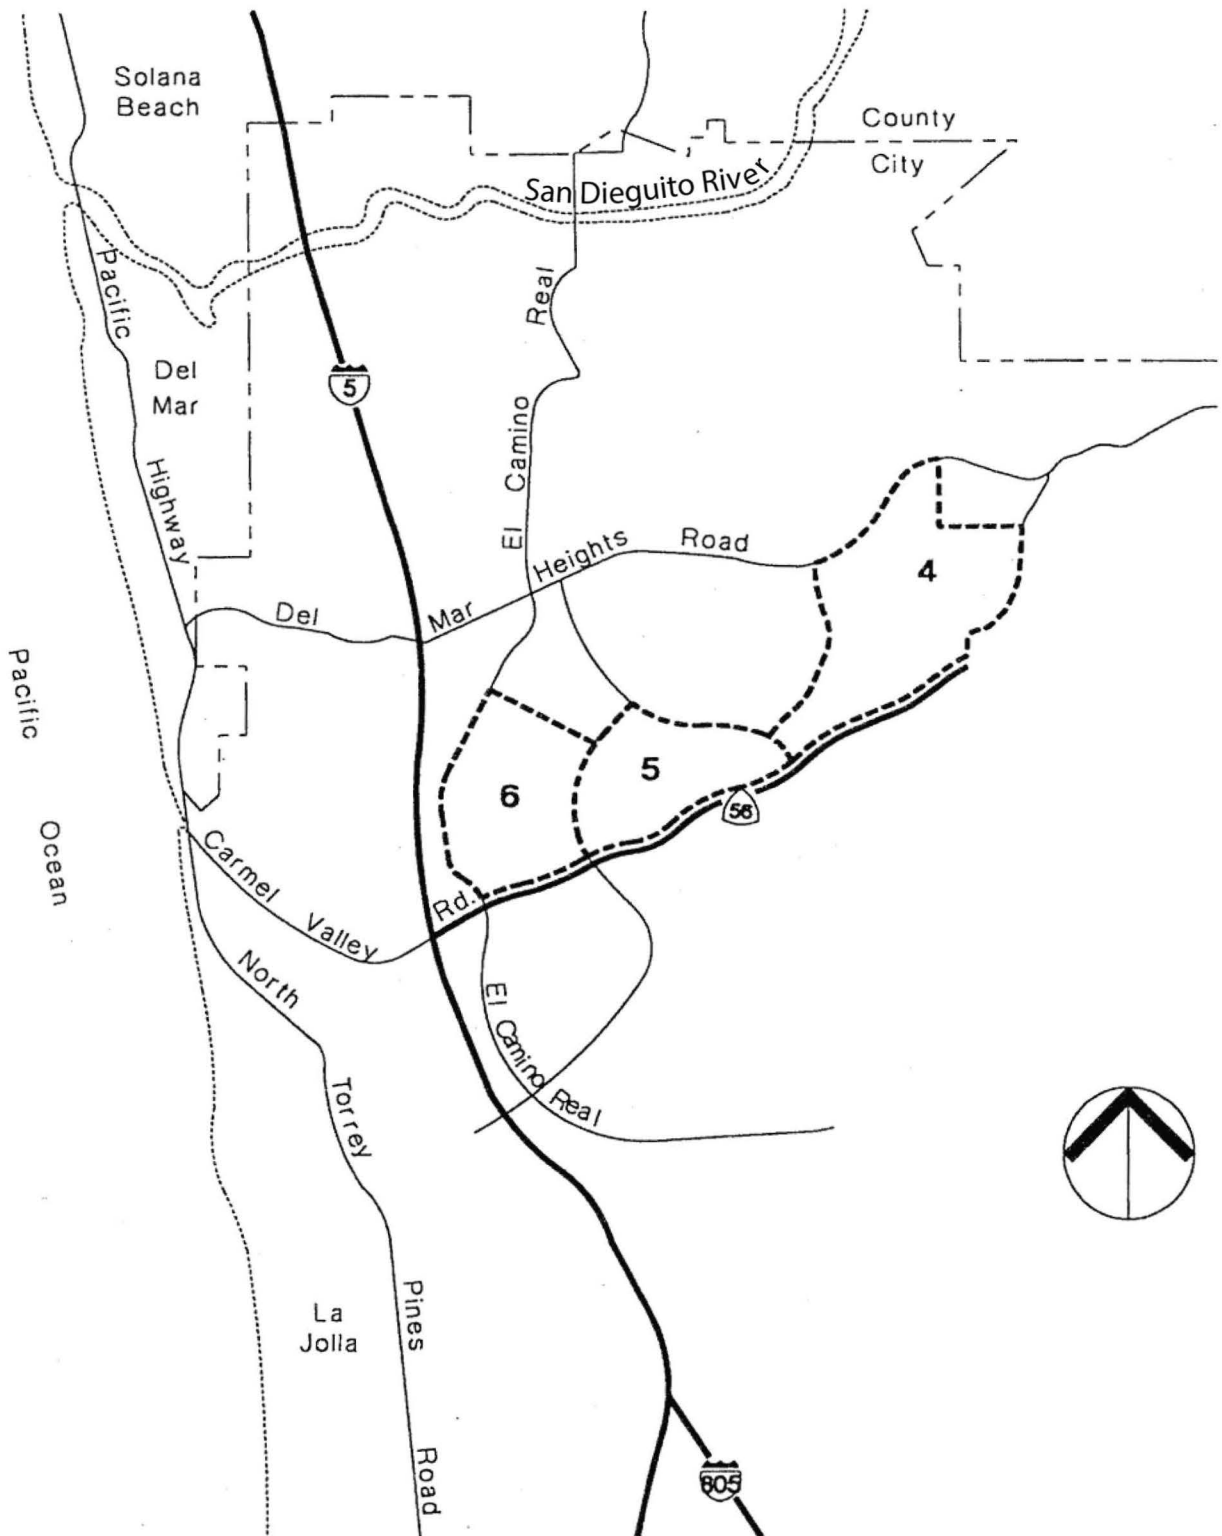 Solana
Beach
County
City
San Dieguito River
Pacific
Highway
Real
El Camino
Del
Mar
5
Del Mar Heights Road
4
5
6
56
Pacific
Ocean
Carmel Valley Rd.
North Torrey Pines Road
El Camino Real
La
Jolla
805